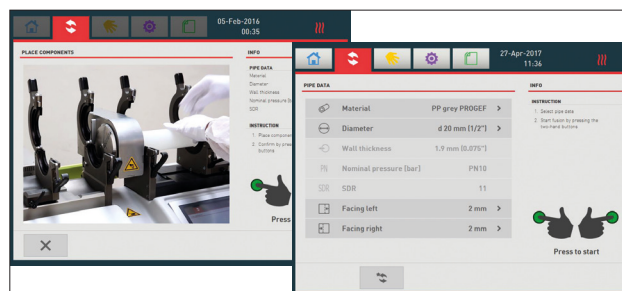 05-Feb-2016
00:35
PLACE COMPONENTS
INFO
PIPE DATA
Material
Diameter
Wall thickness
Nominal pressure
SDR
INSTRUCTION
1. Place componen
2. Confirm by pres
buttons
Press
27-Apr-2017
11:36
PIPE DATA
Material PP grey PROGEF >
Diameter d 20 mm (1/2") >
Wall thickness 1.9 mm (0.075")
PN Nominal pressure (bar) PN10
SDR SDR 11
Facing left 2 mm >
Facing right 2 mm >
INFO
INSTRUCTION
1. Select pipe data
2. Start fusion by pressing the
two-hand buttons
Press to start